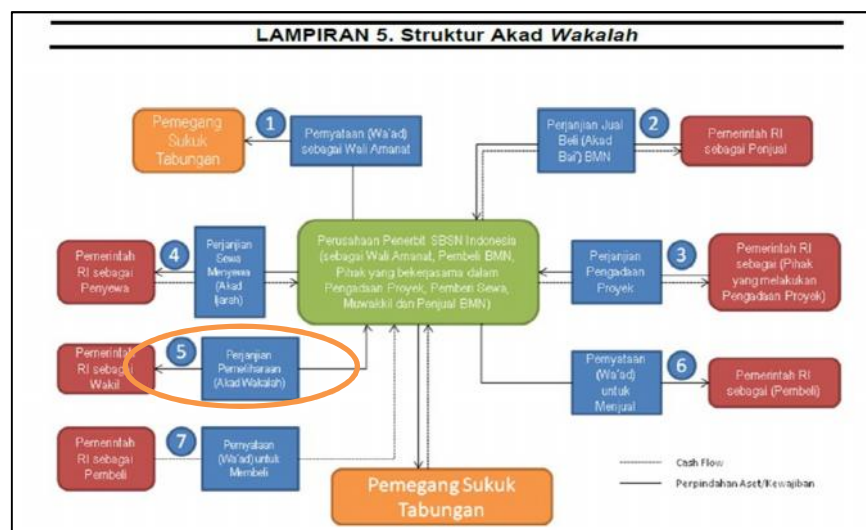 LAMPIRAN 5. Struktur Akad Wakalah
Pemegang
Sukuk
Tabungan
1
Pernyataan (Wa'ad)
sebagai Wali Amanat
Perjanjian Jual
Beli (Akad
Bai') BMN
2
Pemerintah RI
sebagai Penjual
Pemerintah
RI sebagai
Penyewa
4
Perjanjian
Sewa
Menyewa
(Akad
Ijarah)
Perusahaan Penerbit SBSN Indonesia
(sebagai Wali Amanat, Pembeli BMN,
Pihak yang bekerjasama dalam
Pengadaan Proyek, Pemberi Sewa,
Muwakkil dan Penjual BMN)
Perjanjian
Pengadaan
Proyek
3
Pemerintah RI
sebagai (Pihak
yang melakukan
Pengadaan Proyek)
Pemerintah
RI sebagai
Wakil
5
Perjanjian
Pemeliharaan
(Akad Wakalah)
Pernyataan
(Wa'ad)
untuk
Menjual
6
Pemerintah RI
sebagai (Pembeli)
Pemerintah
RI sebagai
Pembeli
7
Pernyataan
(Wa'ad) untuk
Membeli
Pemegang Sukuk
Tabungan
Cash Flow
Perpindahan Aset/Kewajiban